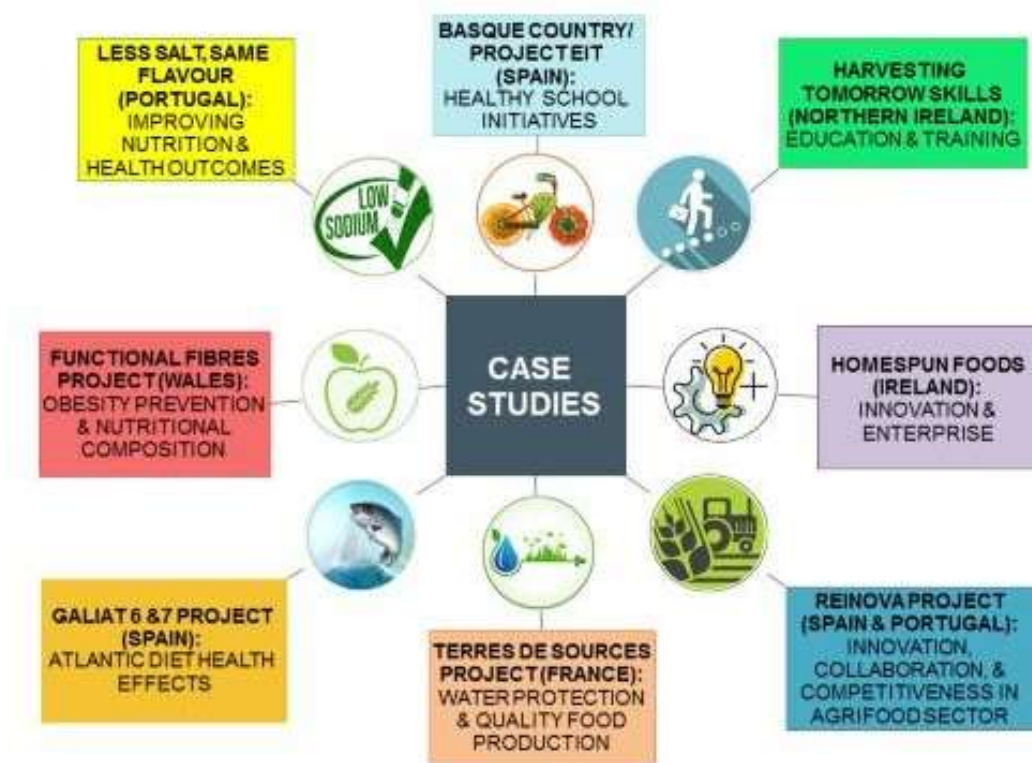 LESS SALT, SAME
FLAVOUR
(PORTUGAL):
IMPROVING
NUTRITION &
HEALTH OUTCOMES
BASQUE COUNTRY/
PROJECT EIT
(SPAIN):
HEALTHY SCHOOL
INITIATIVES
HARVESTING
TOMORROW SKILLS
(NORTHERN IRELAND):
EDUCATION & TRAINING
LOW
SODIUM
FUNCTIONAL FIBRES
PROJECT (WALES):
OBESITY PREVENTION
& NUTRITIONAL
COMPOSITION
CASE
STUDIES
HOMESPUN FOODS
(IRELAND):
INNOVATION &
ENTERPRISE
GALIAT 6 & 7 PROJECT
(SPAIN):
ATLANTIC DIET HEALTH
EFFECTS
TERRES DE SOURCES
PROJECT (FRANCE):
WATER PROTECTION
& QUALITY FOOD
PRODUCTION
REINOVA PROJECT
(SPAIN & PORTUGAL):
INNOVATION,
COLLABORATION, &
COMPETITIVENESS IN
AGRIFOOD SECTOR